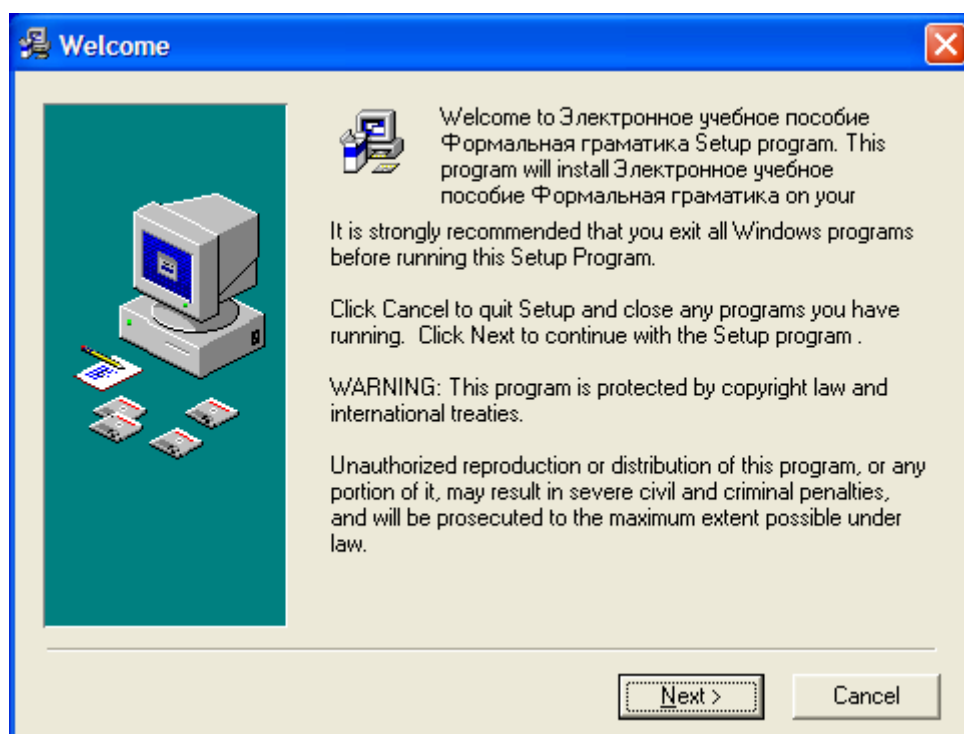 Welcome
Welcome to Электронное учебное пособие
Формальная граматика Setup program. This
program will install Электронное учебное
пособие Формальная граматика on your
It is strongly recommended that you exit all Windows programs
before running this Setup Program.
Click Cancel to quit Setup and close any programs you have
running.  Click Next to continue with the Setup program .
WARNING: This program is protected by copyright law and
international treaties.
Unauthorized reproduction or distribution of this program, or any
portion of it, may result in severe civil and criminal penalties,
and will be prosecuted to the maximum extent possible under
law.
Next >
Cancel